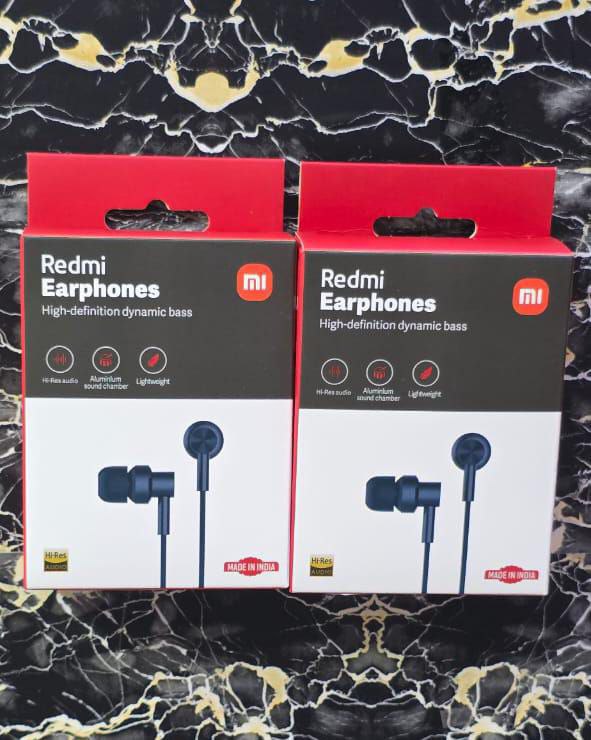 Redmi
Earphones
High-definition dynamic bass
Hi-Res audio
Aluminium
sound chamber
Lightweight
Hi-Res
AUDIO
MADE IN INDIA
mi
Redmi
Earphones
High-definition dynamic bass
Hi-Res audio
Aluminium
sound chamber
Lightweight
Hi-Res
AUDIO
MADE IN INDIA
mi